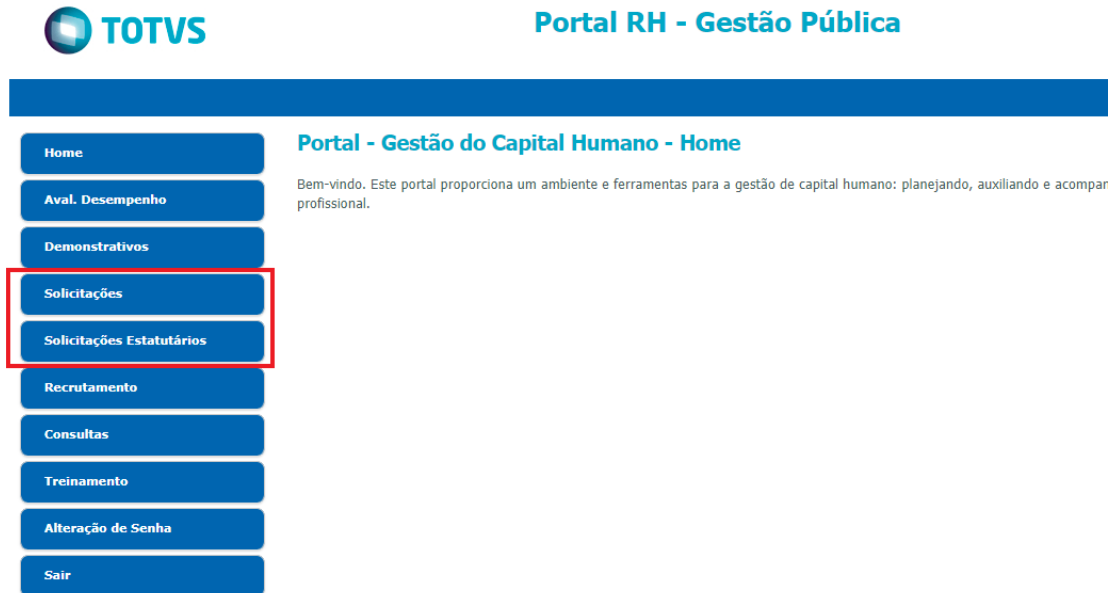 TOTVS
Portal RH - Gestão Pública
Home
Aval. Desempenho
Demonstrativos
Solicitações
Solicitações Estatutários
Recrutamento
Consultas
Treinamento
Alteração de Senha
Sair
Portal - Gestão do Capital Humano - Home
Bem-vindo. Este portal proporciona um ambiente e ferramentas para a gestão de capital humano: planejando, auxiliando e
profissional.